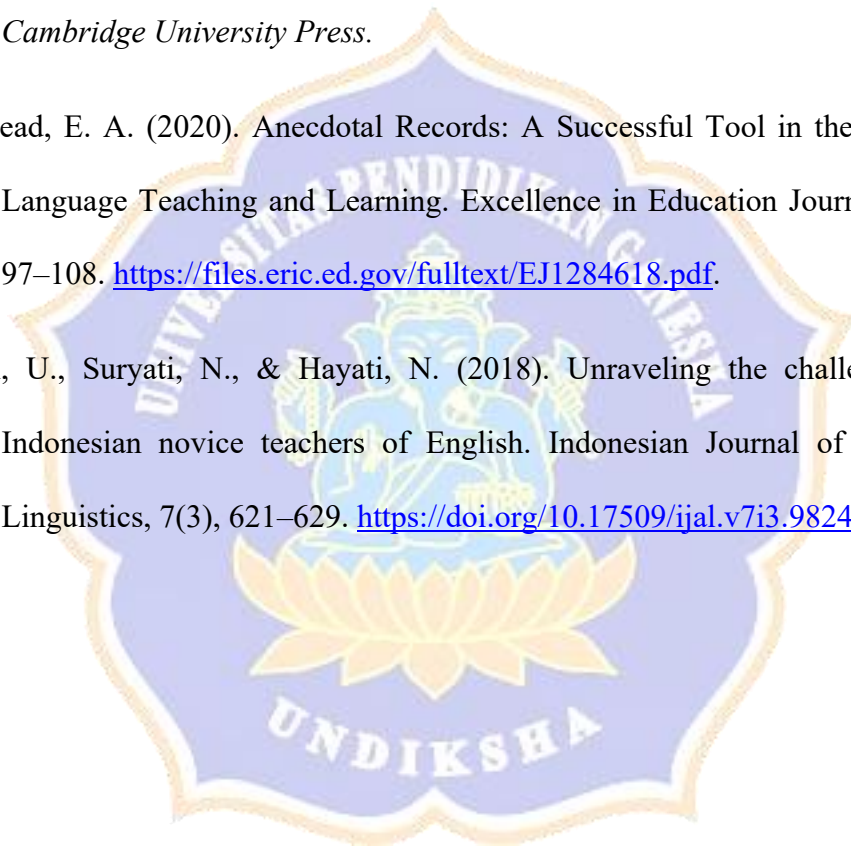 Cambridge University Press.
ead, E. A. (2020). Anecdotal Records: A Successful Tool in the
Language Teaching and Learning. Excellence in Education Journ
97–108. https://files.eric.ed.gov/fulltext/EJ1284618.pdf.
, U., Suryati, N., & Hayati, N. (2018). Unraveling the challe
Indonesian novice teachers of English. Indonesian Journal of
Linguistics, 7(3), 621–629. https://doi.org/10.17509/ijal.v7i3.9824
UNIVERSITAS PENDIDIKAN GANESHA
UNDIKSHA